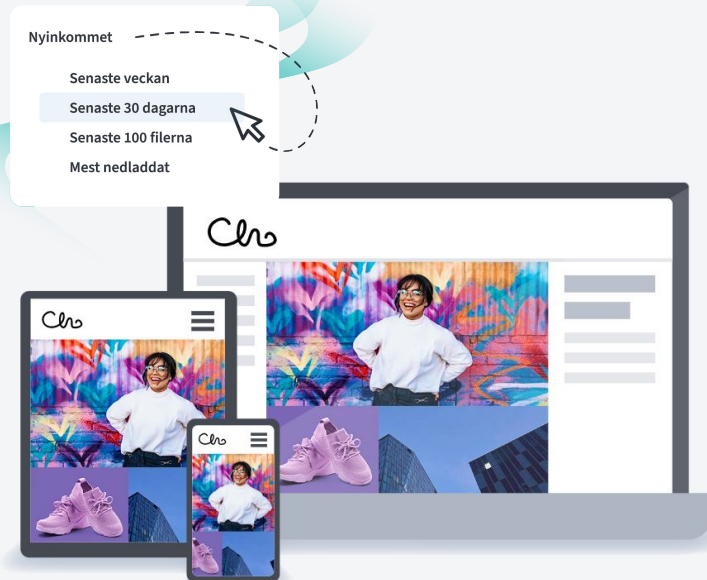 Nyinkommet
Senaste veckan
Senaste 30 dagarna
Senaste 100 filerna
Mest nedladdat